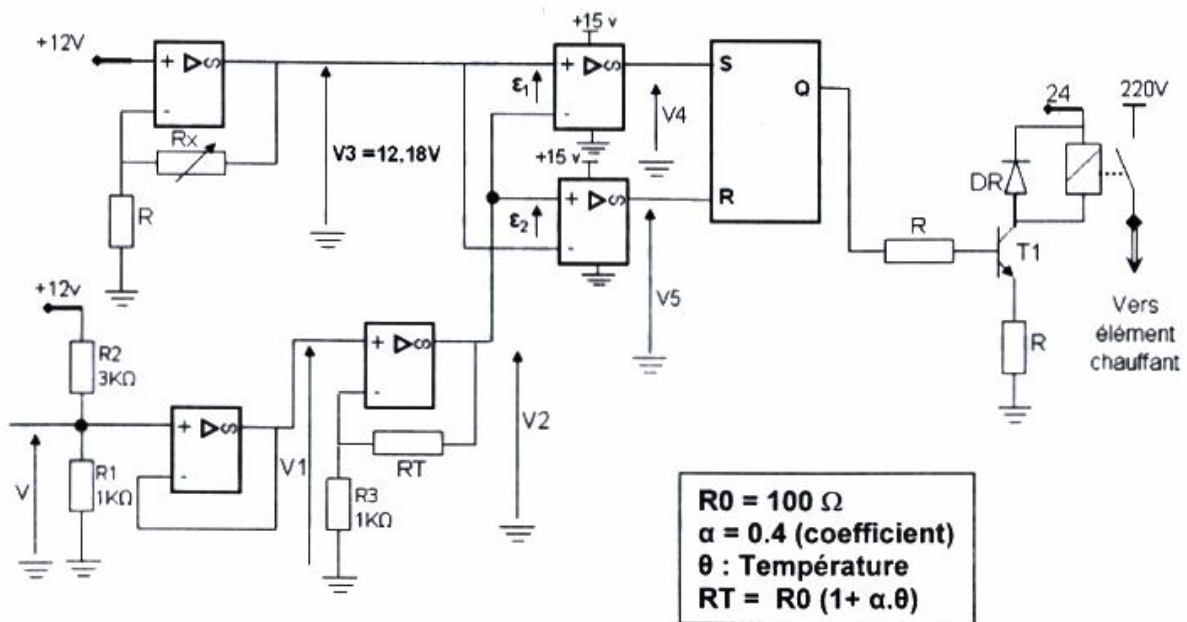 +15 v
+12V
+ ▷S
-
+ ▷S
-
ε1
S
Q
R
V4
24
220V
Rx
V3 =12,18V
+15 v
+ ▷S
-
ε2
DR
R
R
T1
V5
+12v
R2
3KΩ
+ ▷S
-
R
Vers
élément
chauffant
+ ▷S
-
V
R1
1KΩ
V1
RT
R3
1KΩ
V2
R0 = 100 Ω
α = 0.4 (coefficient)
θ : Température
RT = R0 (1+ α.θ)